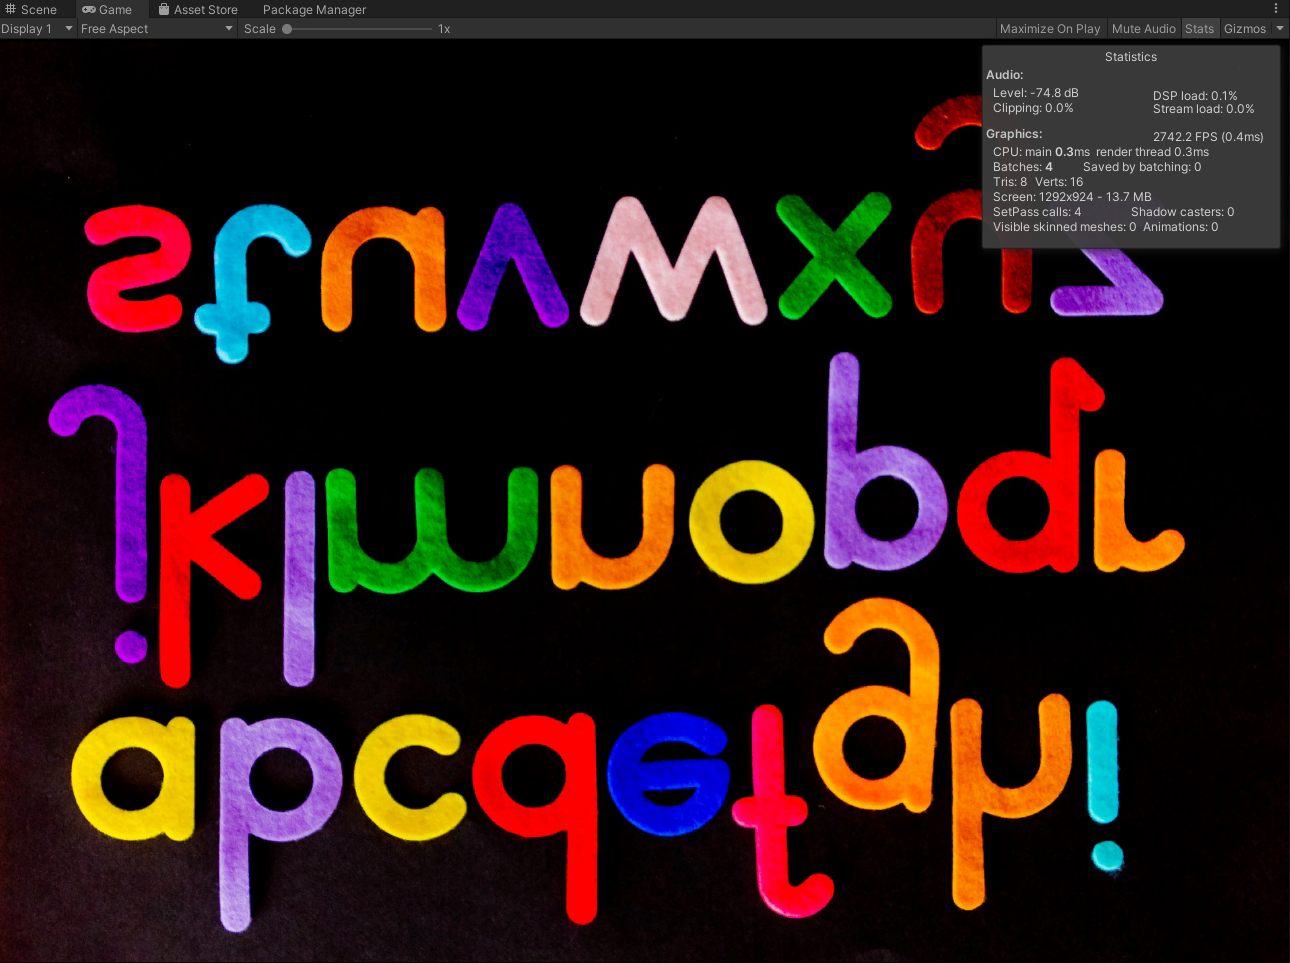 Scene Game Asset Store Package Manager
Display 1 Free Aspect Scale 1x Maximize On Play Mute Audio Stats Gizmos
Statistics
Audio:
Level: -74.8 dB DSP load: 0.1%
Clipping: 0.0% Stream load: 0.0%
Graphics: 2742.2 FPS (0.4ms)
CPU: main 0.3ms render thread 0.3ms
Batches: 4 Saved by batching: 0
Tris: 8 Verts: 16
Screen: 1292x924 - 13.7 MB
SetPass calls: 4 Shadow casters: 0
Visible skinned meshes: 0 Animations: 0
s t u v w x y z
j k l m n o p q r
a b c d e f g h i